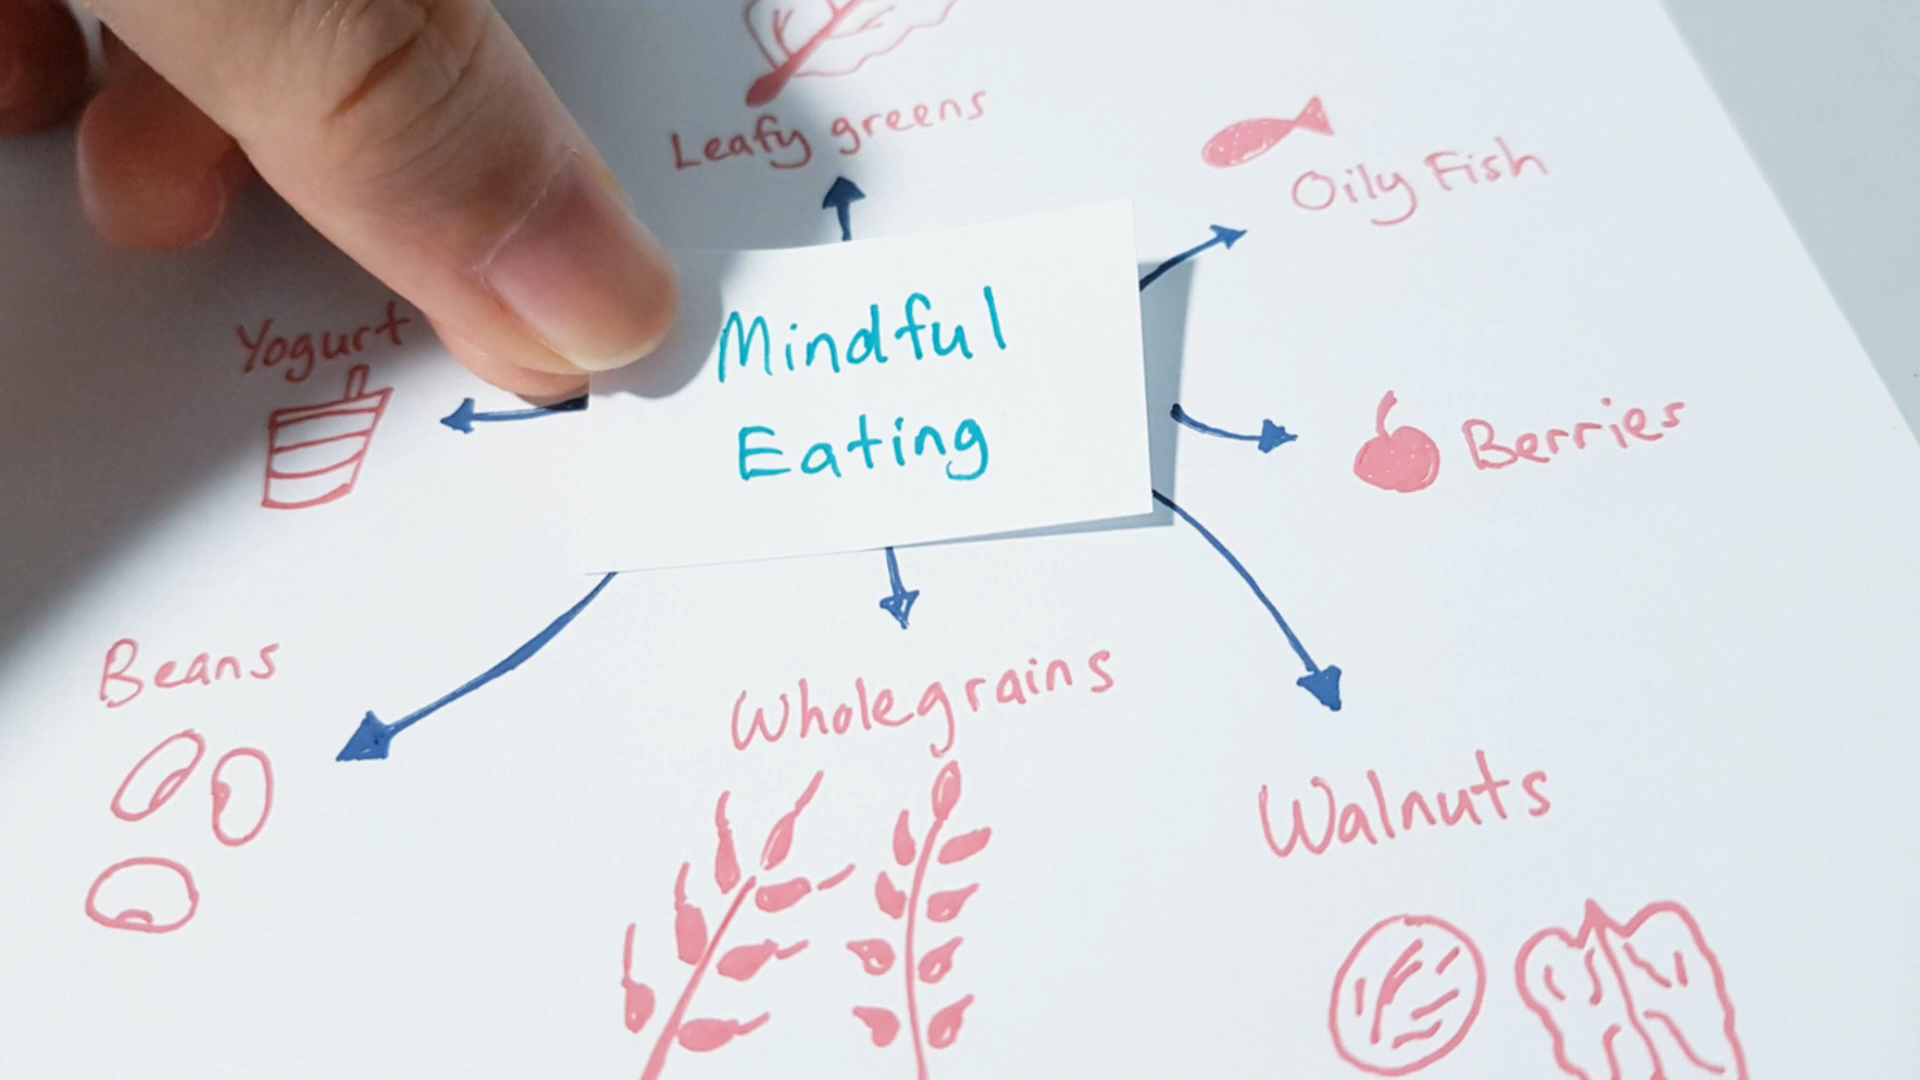 Leafy greens
Oily Fish
Yogurt
Mindful
Eating
Berries
Beans
Wholegrains
Walnuts